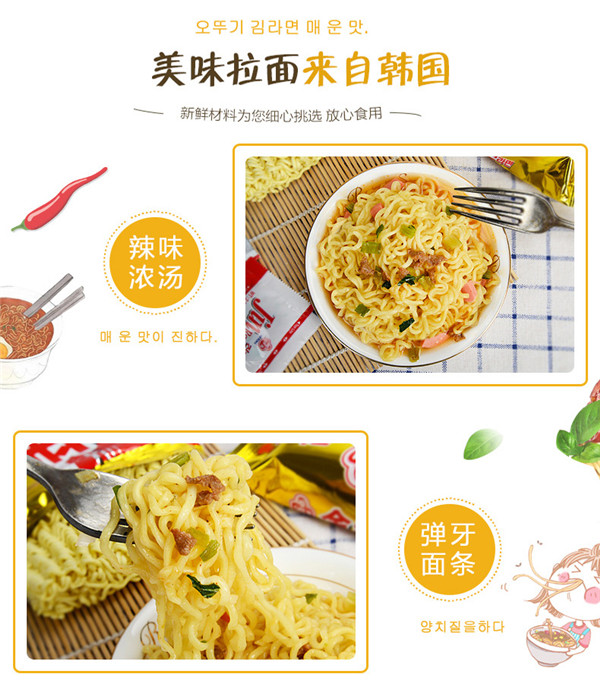 오뚜기 김라면 매 운 맛.
美味拉面来自韩国
新鲜材料为您细心挑选 放心食用
辣味
浓汤
매 운 맛이 진하다.
弹牙
面条
양치질을하다